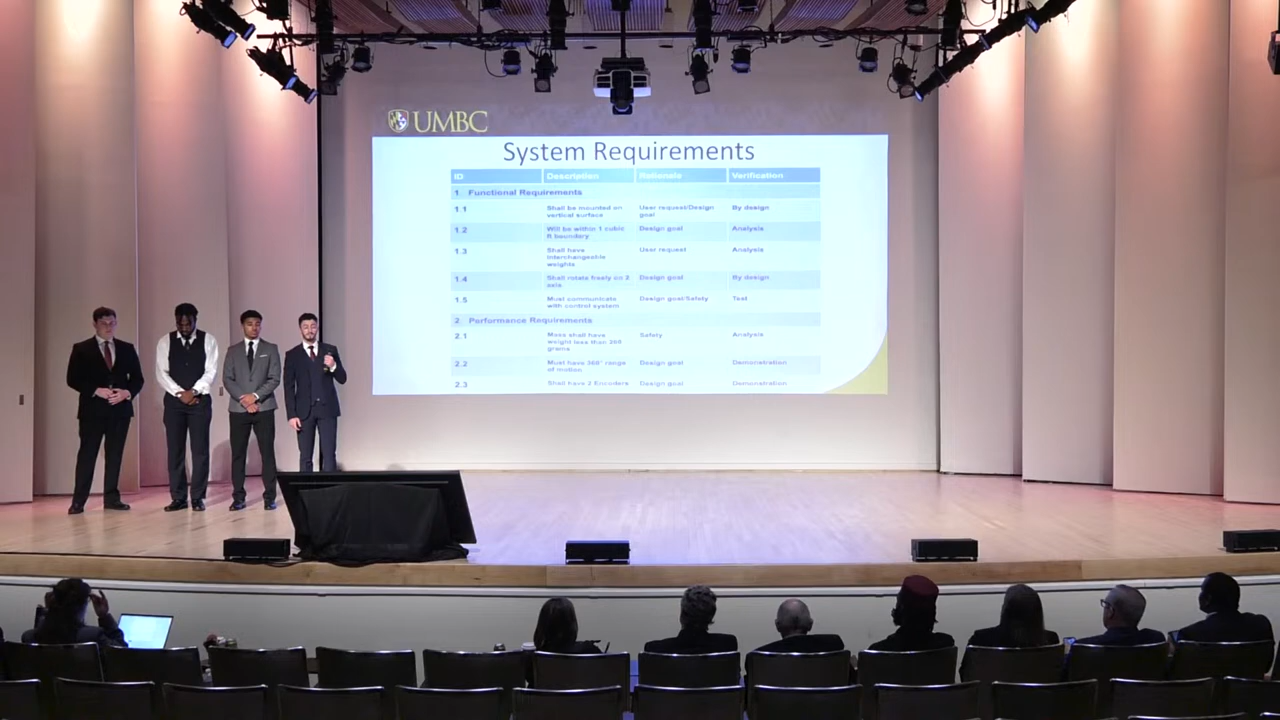 UMBC
System Requirements
ID Description Rationale Verification
1 Functional Requirements
1.1 Shall be mounted on vertical surface User request/Design goal By design
1.2 Will be within 1 cubic ft boundary Design goal Analysis
1.3 Shall have interchangeable weights User request Analysis
1.4 Shall rotate freely on 2 axis Design goal By design
1.5 Must communicate with control system Design goal/Safety Test
2 Performance Requirements
2.1 Mass shall have weight less than 200 grams Safety Analysis
2.2 Must have 360° range of motion Design goal Demonstration
2.3 Shall have 2 Encoders Design goal Demonstration